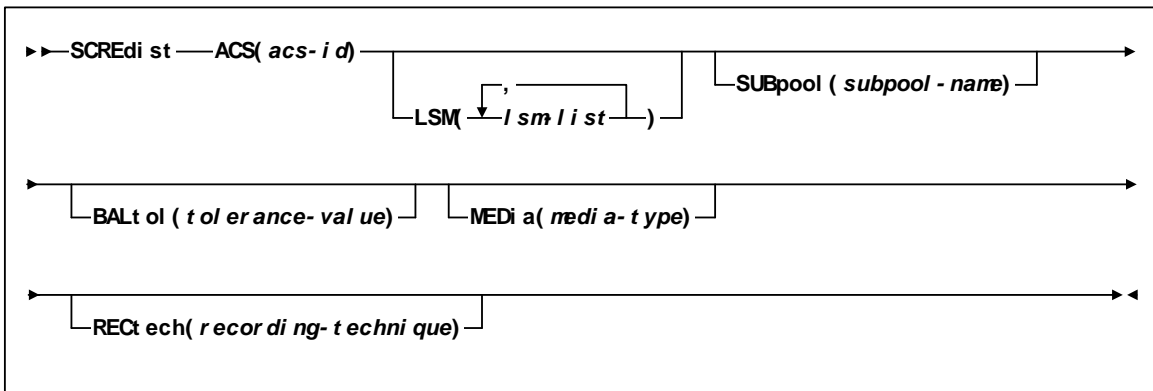 SCREdist ACS(acs-id) SUBpool(subpool-name)
,
LSM(lsm-list)
BALtol(tolerance-value) MEDia(media-type)
RECtech(recording-technique)